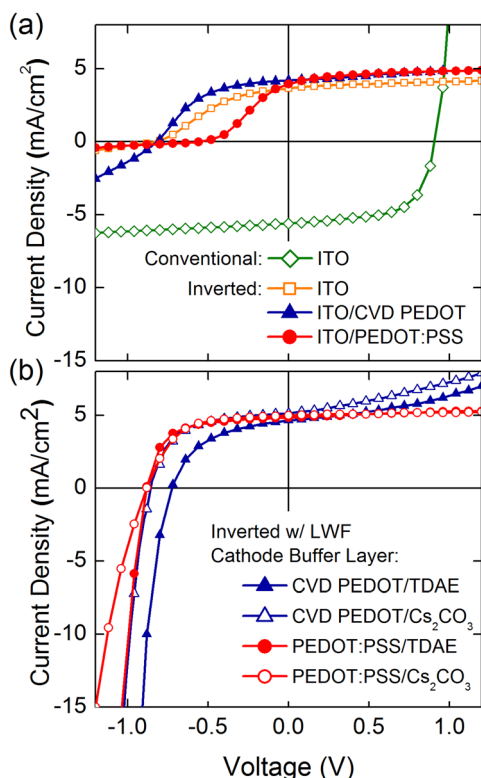 (a)
Current Density (mA/cm²)
5
0
-5
-10
-15
Conventional: ITO
Inverted: ITO
ITO/CVD PEDOT
ITO/PEDOT:PSS
(b)
Current Density (mA/cm²)
5
0
-5
-10
-15
Inverted w/ LWF
Cathode Buffer Layer:
CVD PEDOT/TDAE
CVD PEDOT/Cs₂CO₃
PEDOT:PSS/TDAE
PEDOT:PSS/Cs₂CO₃
-1.0 -0.5 0.0 0.5 1.0
Voltage (V)